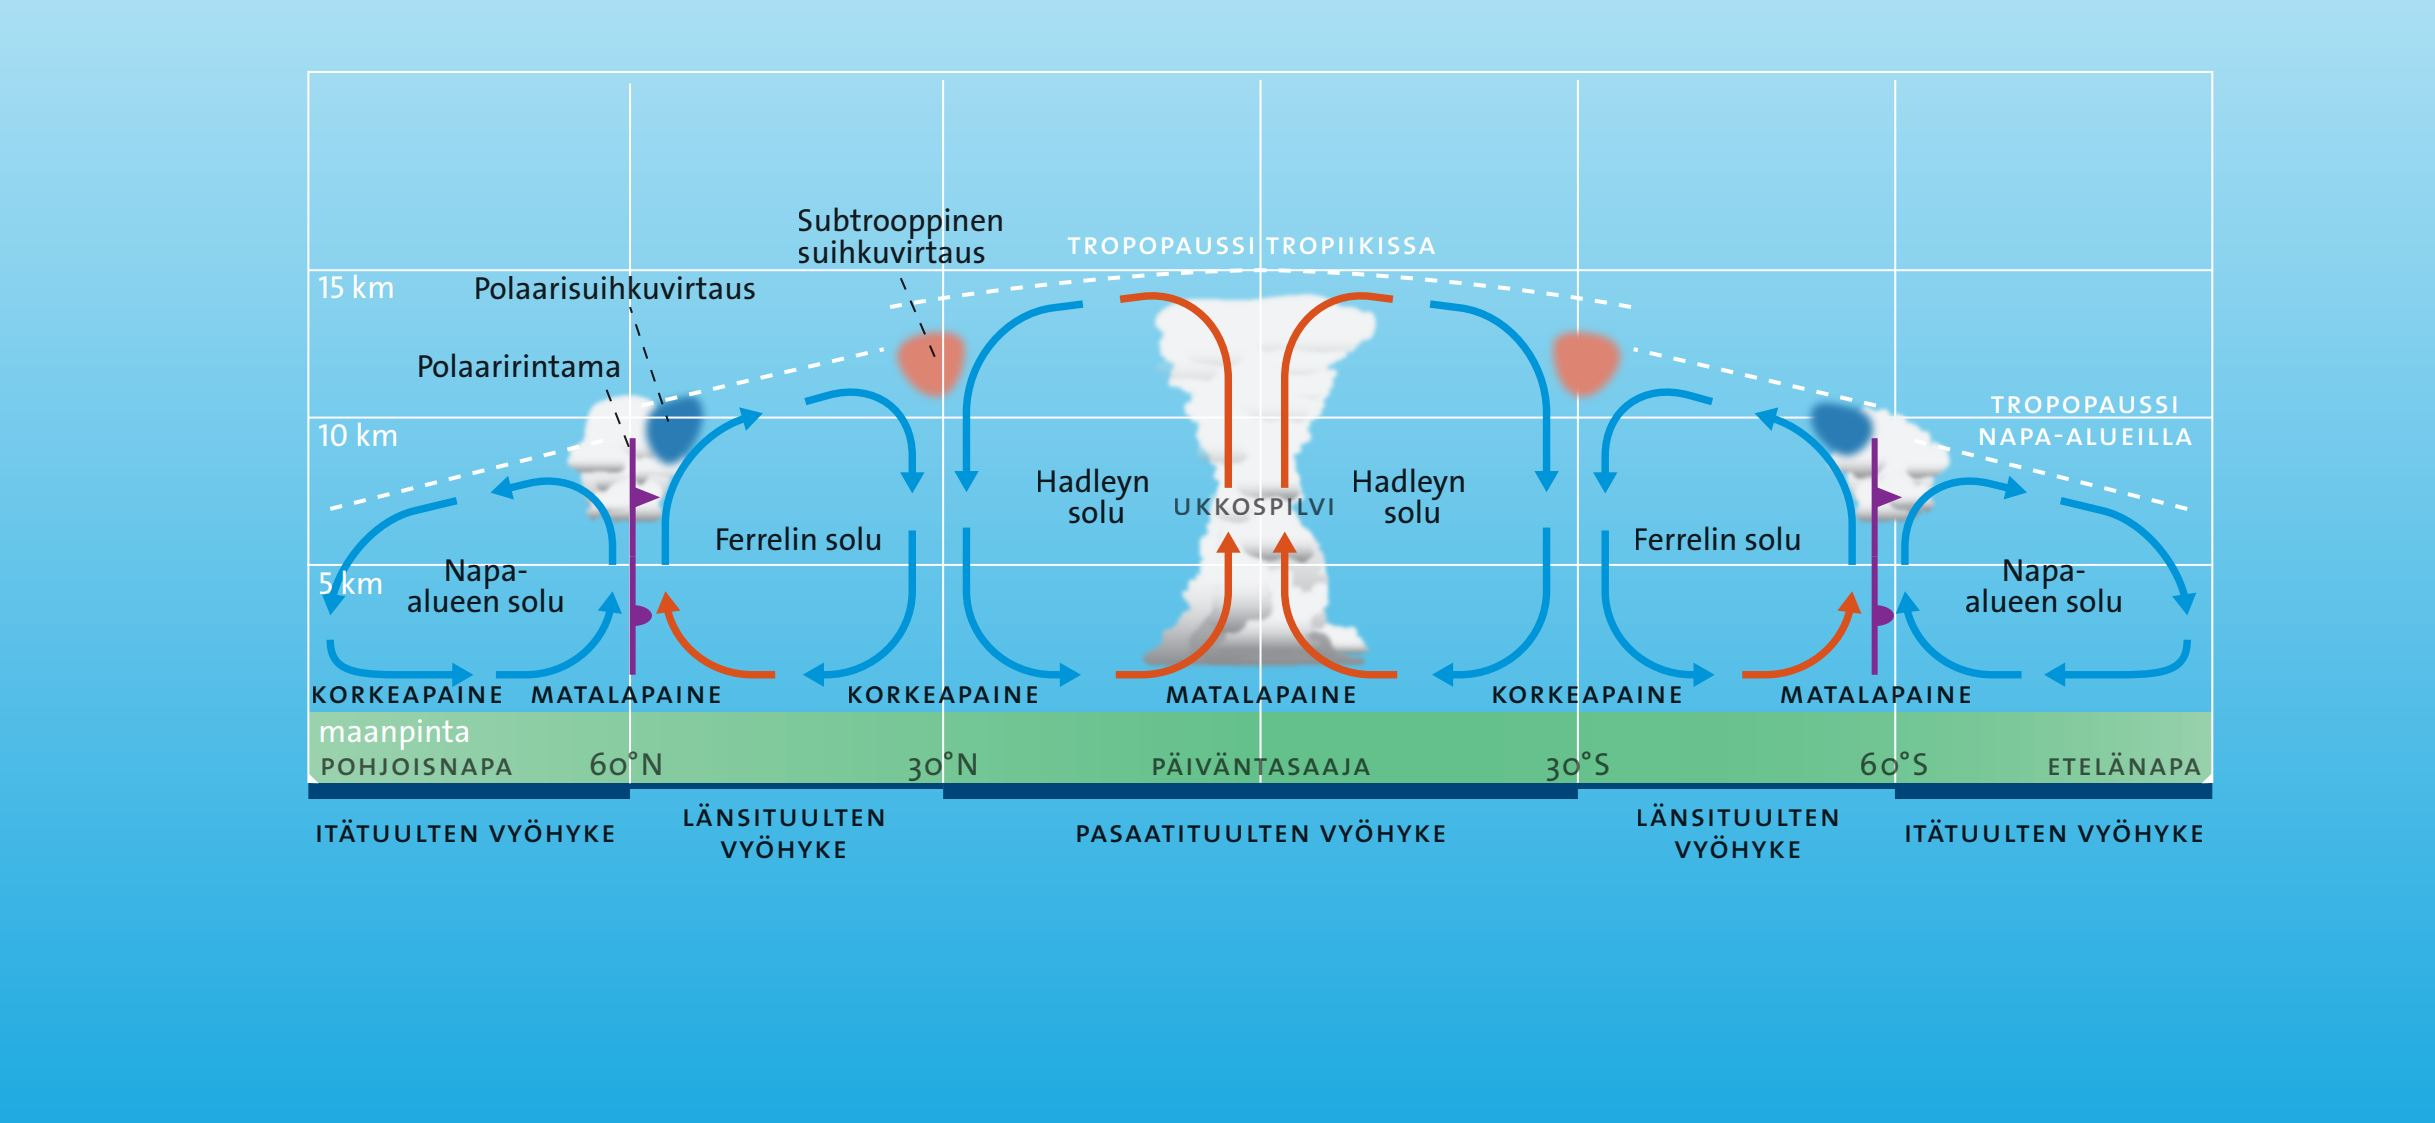 Subtrooppinen
suihkuvirtaus
TROPOPAUSSI TROPIIKISSA
15 km
Polaarisuihkuvirtaus
Polaaririntama
TROPOPAUSSI
NAPA-ALUEILLA
10 km
Hadleyn
solu
UKKOSPILVI
Hadleyn
solu
Ferrelin solu
Ferrelin solu
5 km
Napa-
alueen solu
Napa-
alueen solu
KORKEAPAINE
MATALAPAINE
KORKEAPAINE
MATALAPAINE
KORKEAPAINE
MATALAPAINE
maanpinta
POHJOISNAPA
60°N
30°N
PÄIVÄNTASAAJA
30°S
60°S
ETELÄNAPA
ITÄTUULTEN VYÖHYKE
LÄNSITUULTEN
VYÖHYKE
PASAATITUULTEN VYÖHYKE
LÄNSITUULTEN
VYÖHYKE
ITÄTUULTEN VYÖHYKE